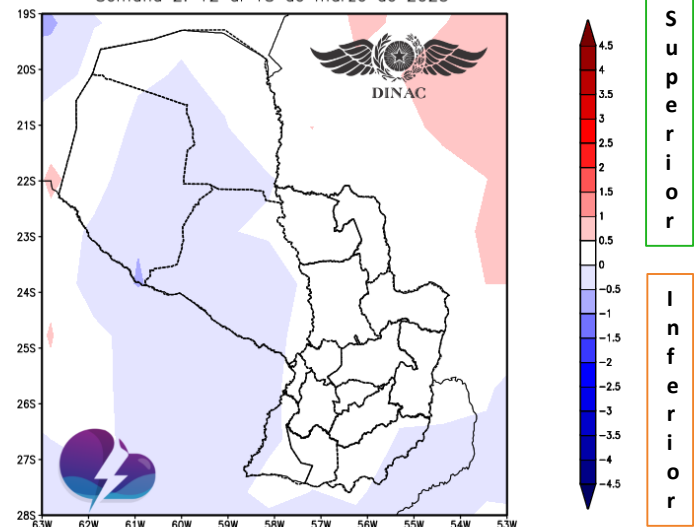 Semana 2: 12 al 18 de marzo de 2023
19S
20S
21S
22S
23S
24S
25S
26S
27S
28S
63W 62W 61W 60W 59W 58W 57W 56W 55W 54W 53W
DINAC
4.5
4
3.5
3
2.5
2
1.5
1
0.5
0
−0.5
−1
−1.5
−2
−2.5
−3
−3.5
−4
−4.5
Superior
Inferior